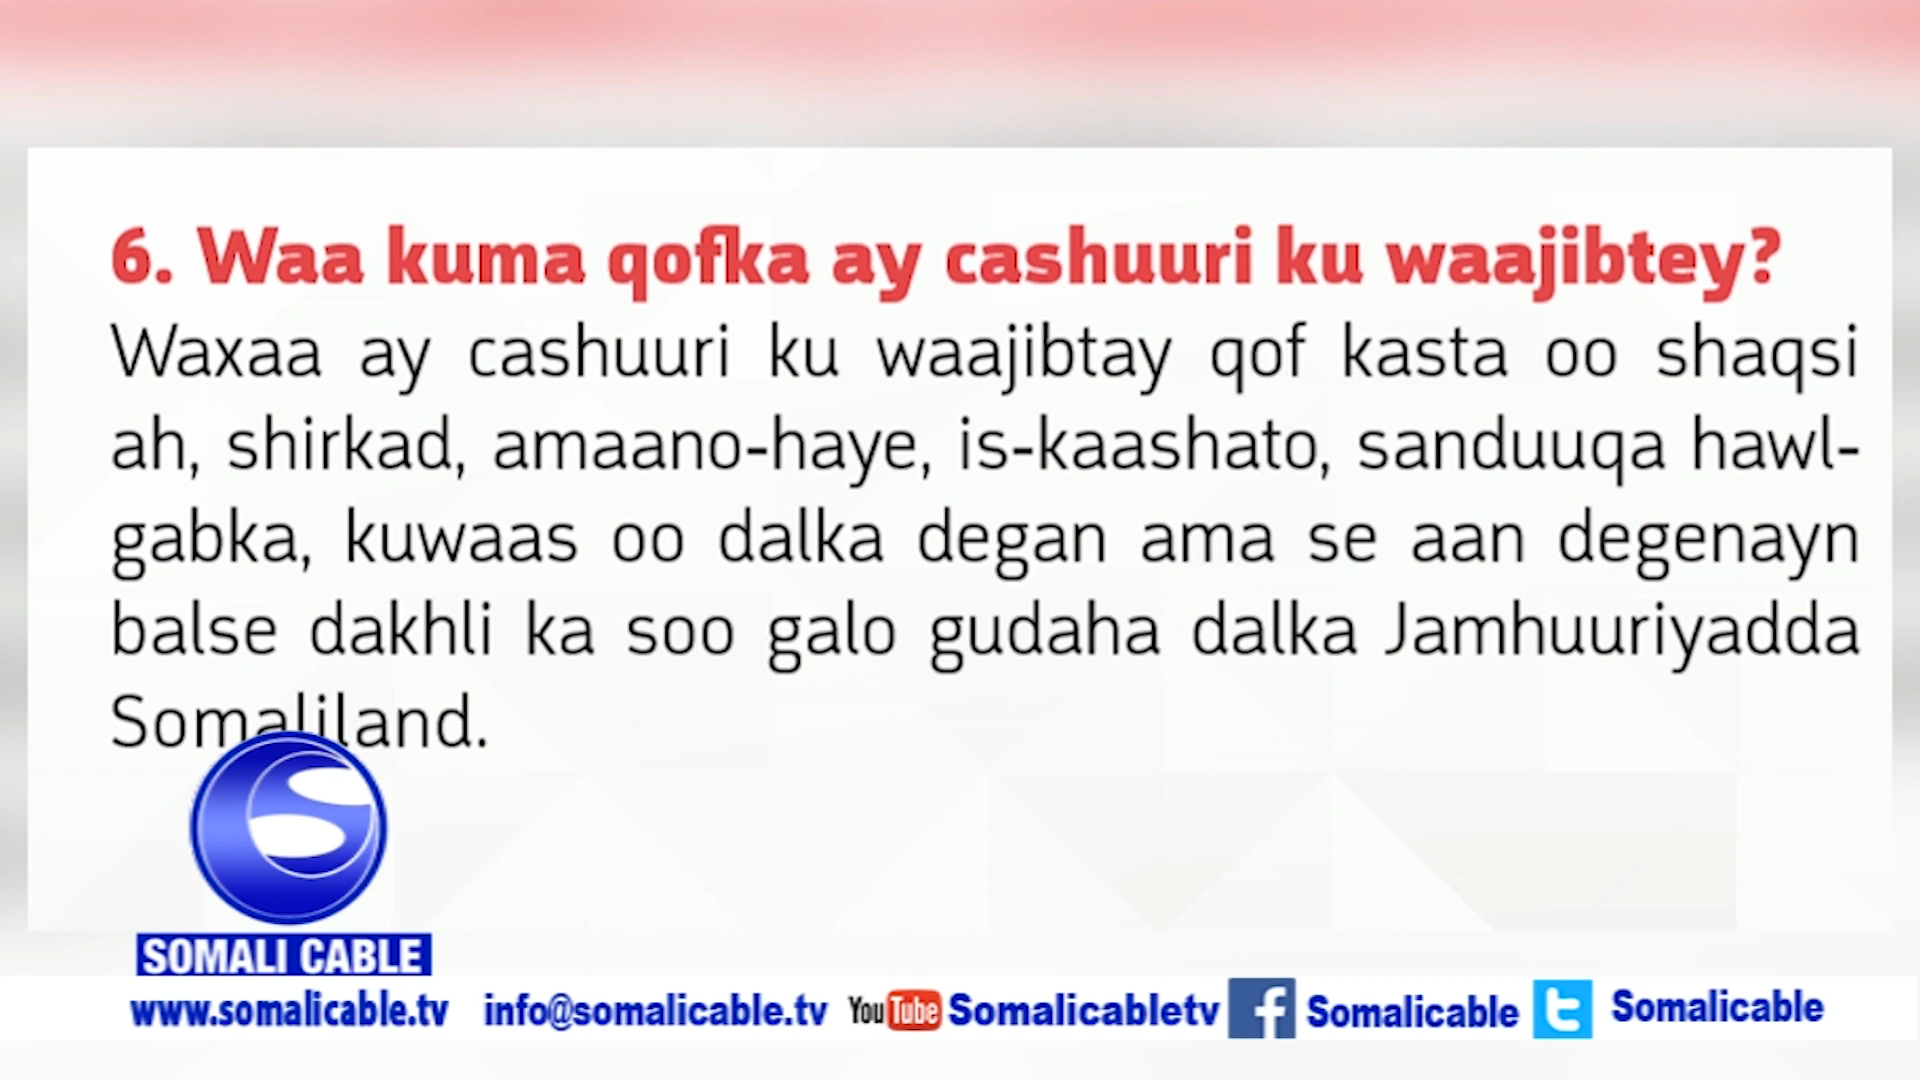 6. Waa kuma qofka ay cashuuri ku waajibtey?
Waxaa ay cashuuri ku waajibtay qof kasta oo shaqsi
ah, shirkad, amaano-haye, is-kaashato, sanduuqa hawl-
gabka, kuwaas oo dalka degan ama se aan degenayn
balse dakhli ka soo galo gudaha dalka Jamhuuriyadda
Somaliland.
SOMALI CABLE
www.somalicable.tv info@somalicable.tv YouTube Somalicabletv f Somalicable t Somalicable